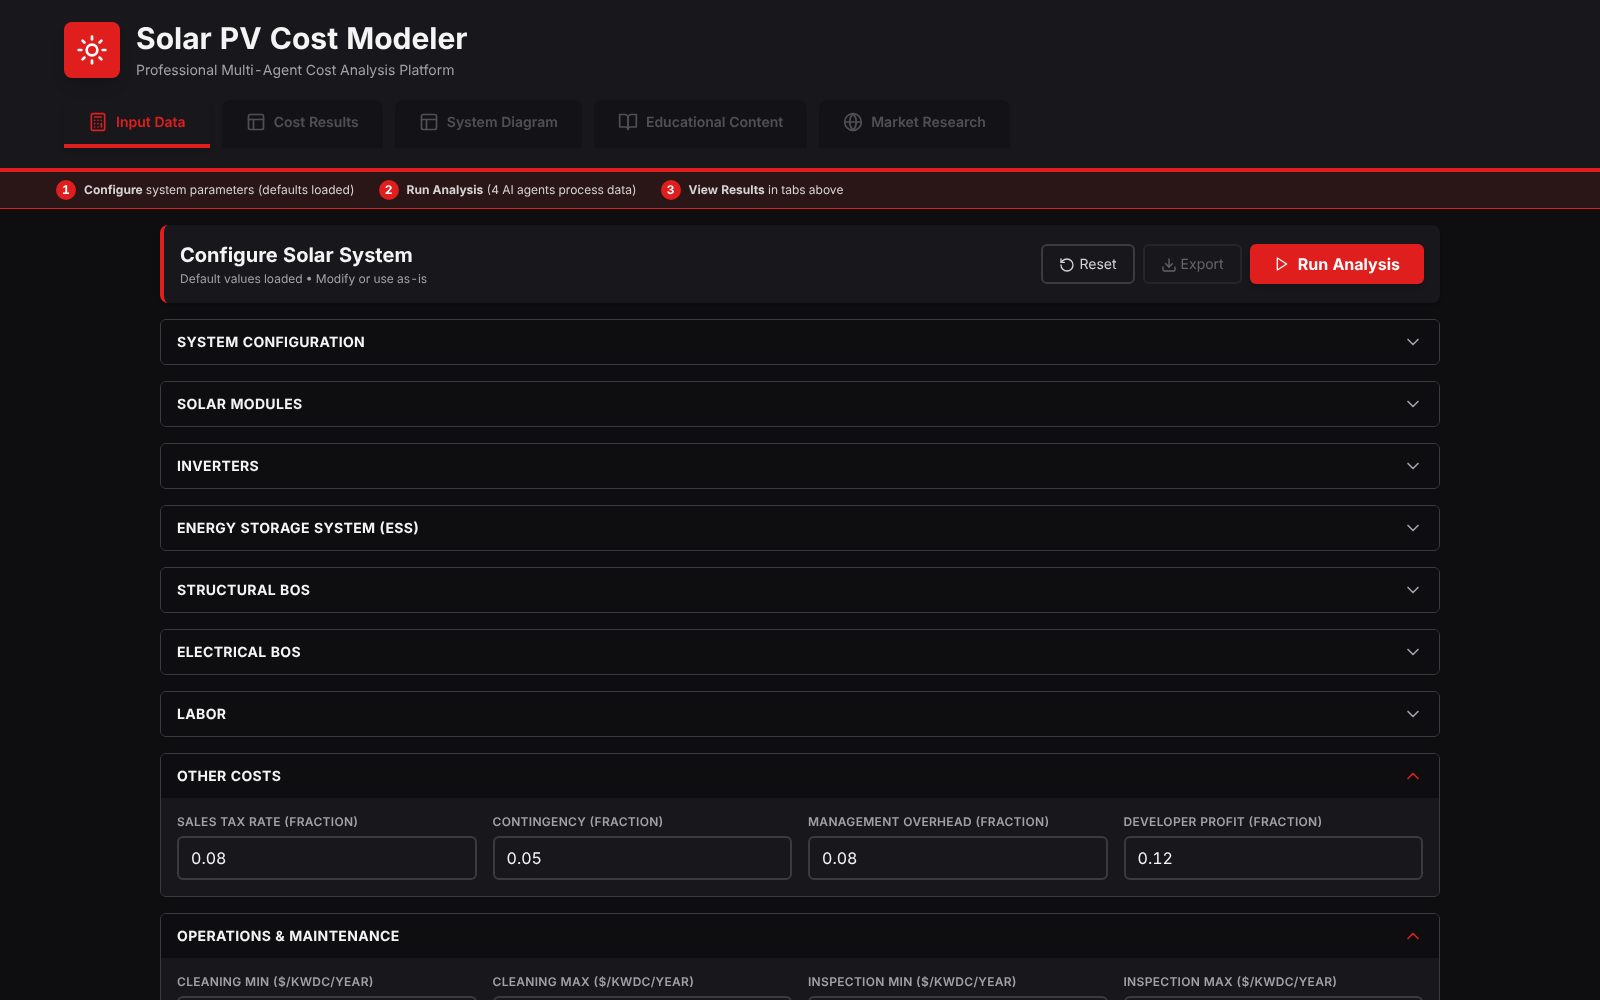 Solar PV Cost Modeler
Professional Multi-Agent Cost Analysis Platform
Input Data
Cost Results
System Diagram
Educational Content
Market Research
1 Configure system parameters (defaults loaded)
2 Run Analysis (4 AI agents process data)
3 View Results in tabs above
Configure Solar System
Default values loaded • Modify or use as-is
Reset
Export
Run Analysis
SYSTEM CONFIGURATION
SOLAR MODULES
INVERTERS
ENERGY STORAGE SYSTEM (ESS)
STRUCTURAL BOS
ELECTRICAL BOS
LABOR
OTHER COSTS
SALES TAX RATE (FRACTION)
0.08
CONTINGENCY (FRACTION)
0.05
MANAGEMENT OVERHEAD (FRACTION)
0.08
DEVELOPER PROFIT (FRACTION)
0.12
OPERATIONS & MAINTENANCE
CLEANING MIN ($/KWDC/YEAR)
CLEANING MAX ($/KWDC/YEAR)
INSPECTION MIN ($/KWDC/YEAR)
INSPECTION MAX ($/KWDC/YEAR)